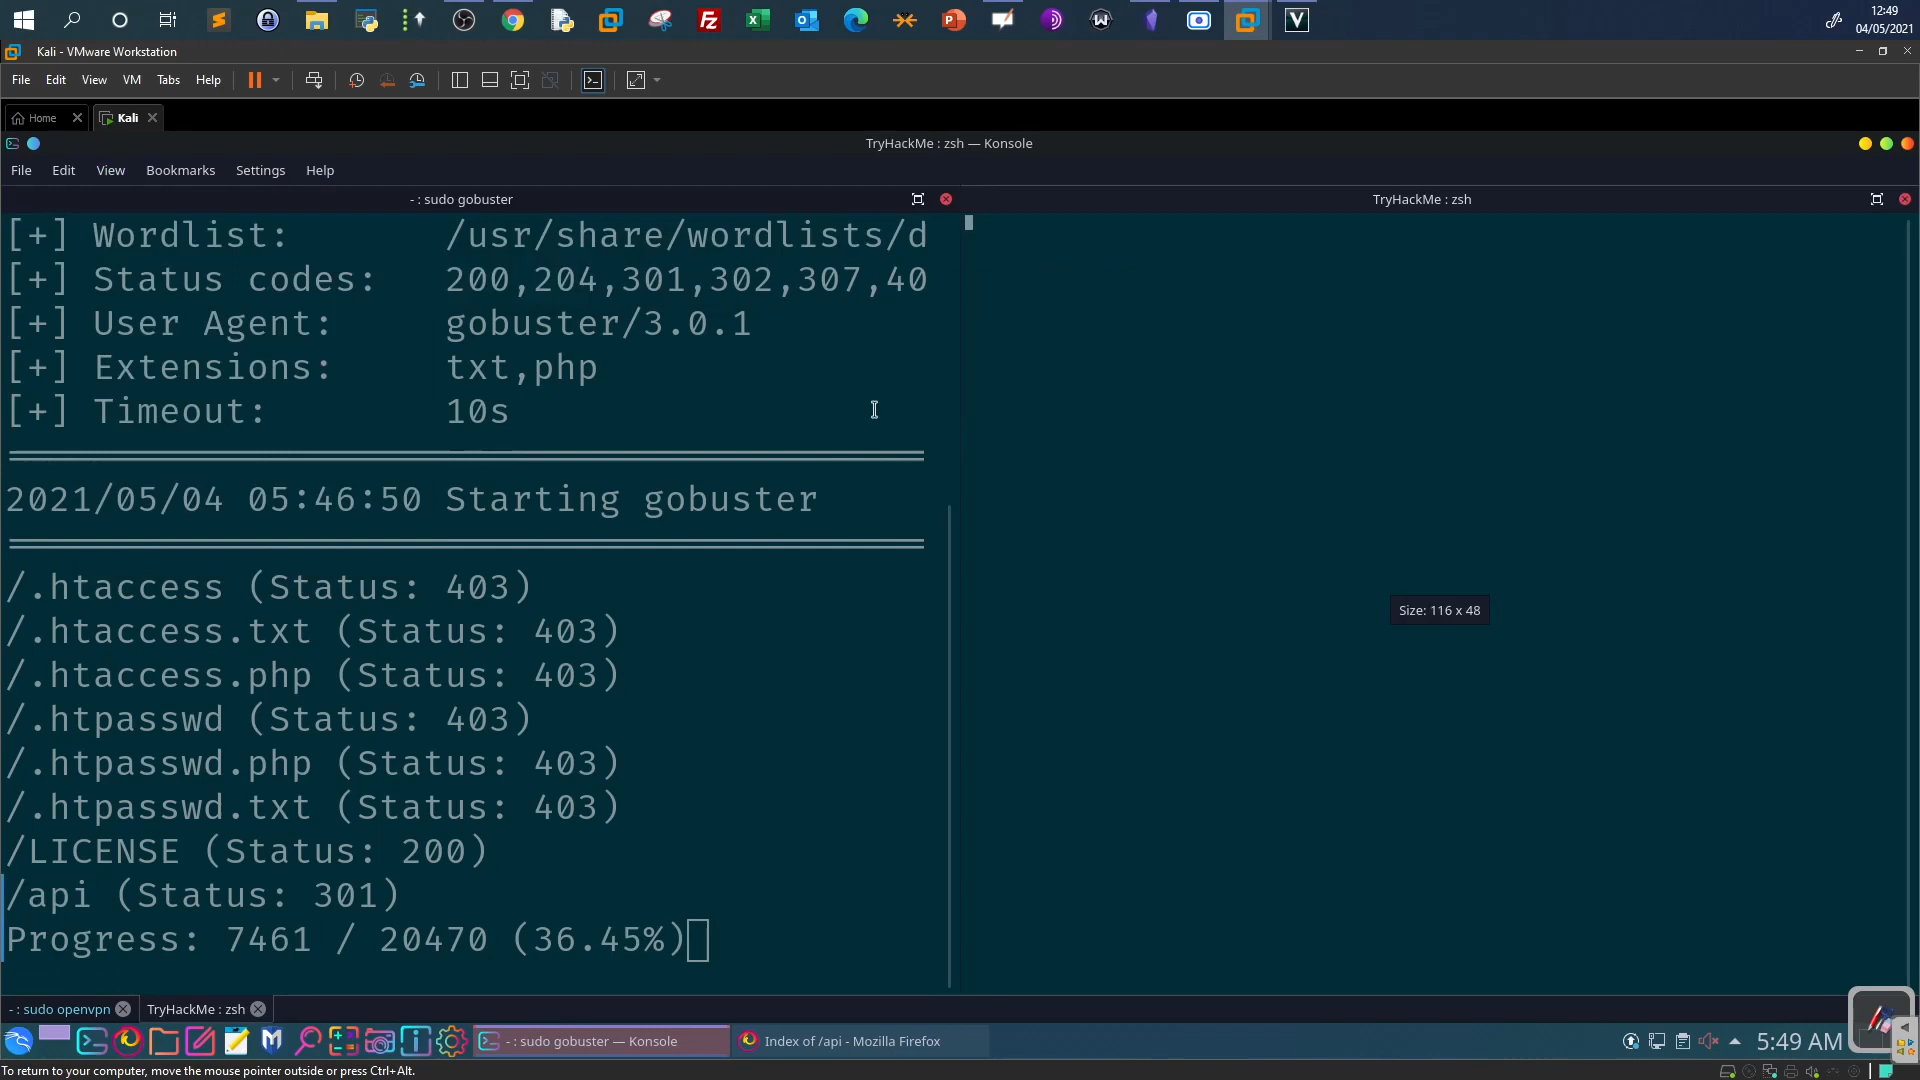 12:49
04/05/2021
Kali - VMware Workstation
File Edit View VM Tabs Help
Home
Kali
TryHackMe : zsh — Konsole
File Edit View Bookmarks Settings Help
- : sudo gobuster
TryHackMe : zsh
[+] Wordlist: /usr/share/wordlists/d
[+] Status codes: 200,204,301,302,307,40
[+] User Agent: gobuster/3.0.1
[+] Extensions: txt,php
[+] Timeout: 10s
2021/05/04 05:46:50 Starting gobuster
/.htaccess (Status: 403)
/.htaccess.txt (Status: 403)
/.htaccess.php (Status: 403)
/.htpasswd (Status: 403)
/.htpasswd.php (Status: 403)
/.htpasswd.txt (Status: 403)
/LICENSE (Status: 200)
/api (Status: 301)
Progress: 7461 / 20470 (36.45%)
Size: 116 x 48
- : sudo openvpn
TryHackMe : zsh
- : sudo gobuster — Konsole
Index of /api - Mozilla Firefox
5:49 AM
To return to your computer, move the mouse pointer outside or press Ctrl+Alt.